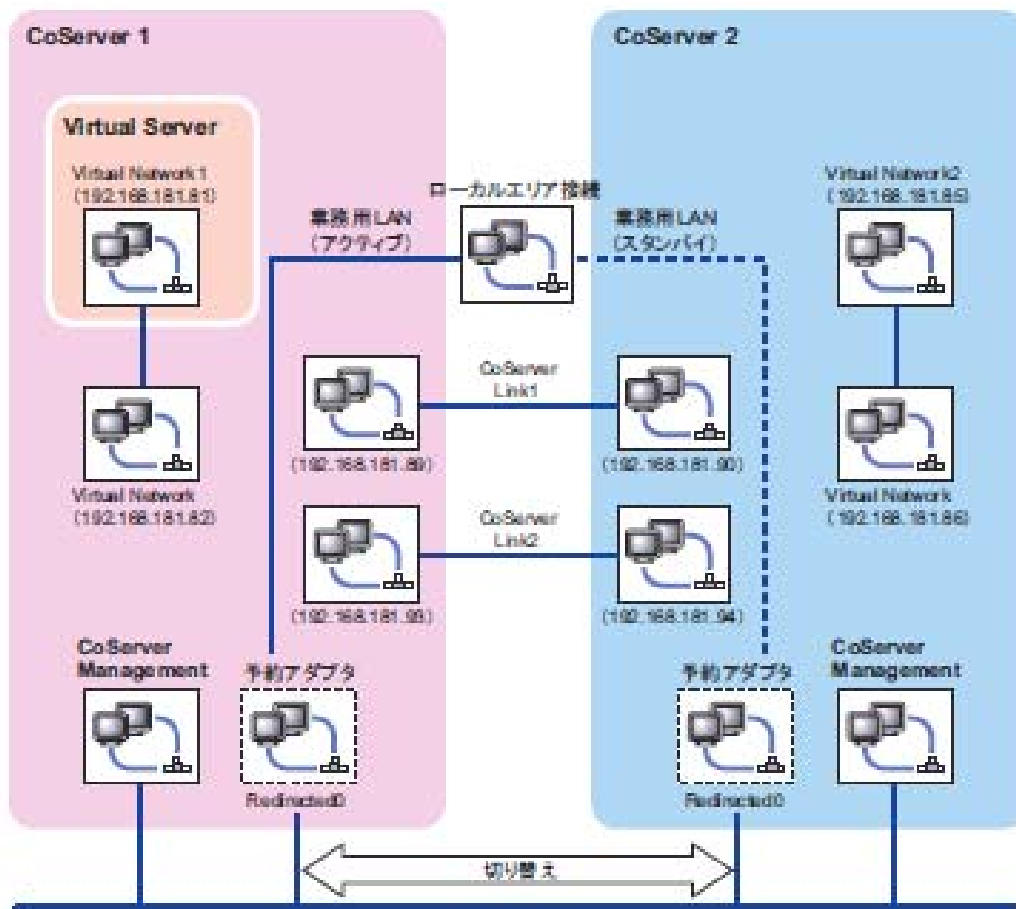 CoServer 1
CoServer 2
Virtual Server
Virtual Network1
(192.168.181.81)
業務用LAN
(アクティブ)
ローカルエリア接続
業務用LAN
(スタンバイ)
Virtual Network2
(192.168.181.85)
CoServer
Link1
(192.168.181.89)
(192.168.181.90)
Virtual Network
(192.168.181.82)
Virtual Network
(192.168.181.86)
CoServer
Link2
(192.168.181.93)
(192.168.181.94)
CoServer
Management
予約アダプタ
Redirected0
予約アダプタ
Redirected0
CoServer
Management
切り替え